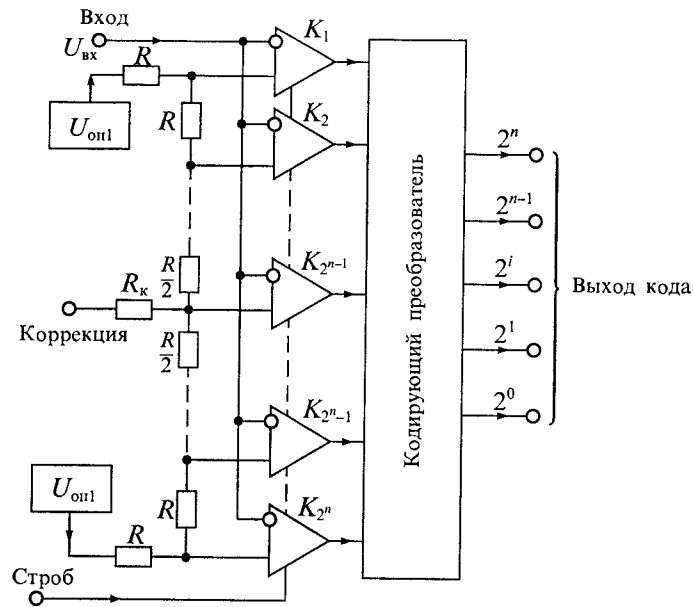 Вход
U_вх
R
K_1
U_оп1
R
K_2
2^n
2^{n-1}
R/2
K_{2^{n-1}}
R_к
2^i
Выход кода
Коррекция
R/2
2^1
Кодирующий преобразователь
K_{2^n-1}
2^0
U_оп1
R
K_{2^n}
R
Строб